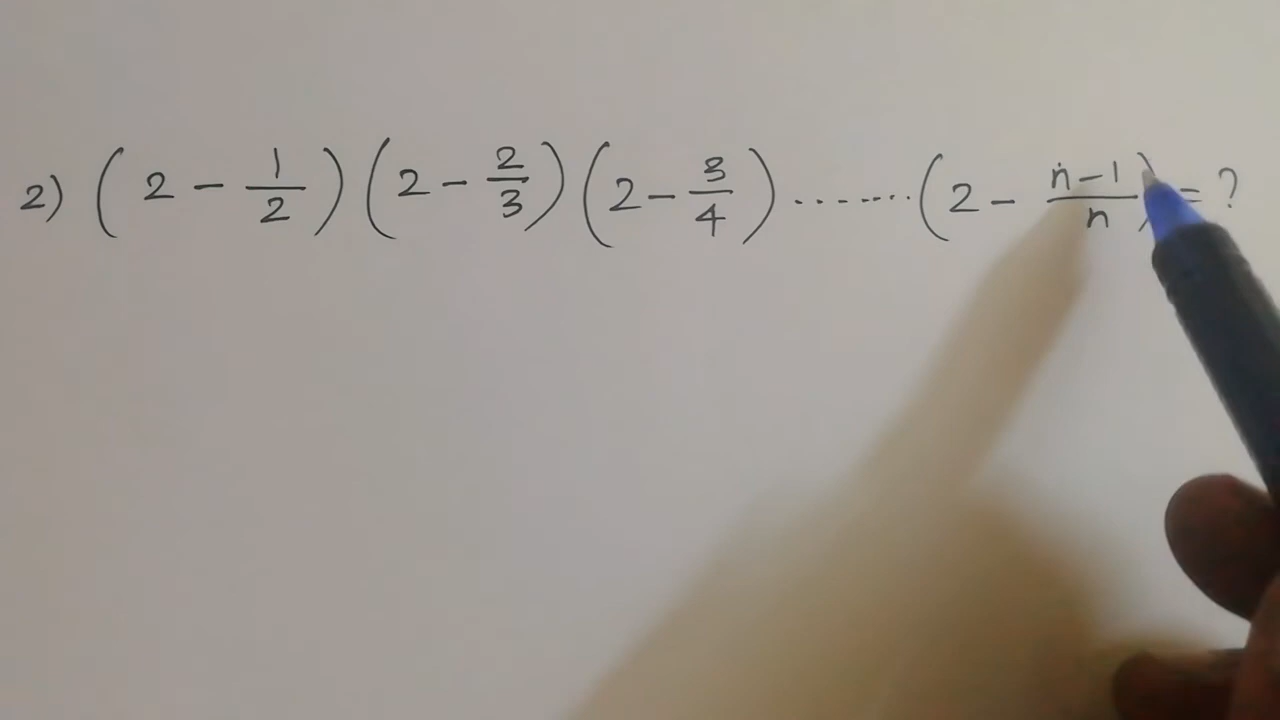 2) (2 - 1/2) (2 - 2/3) (2 - 3/4) ....... (2 - n-1/n) = ?